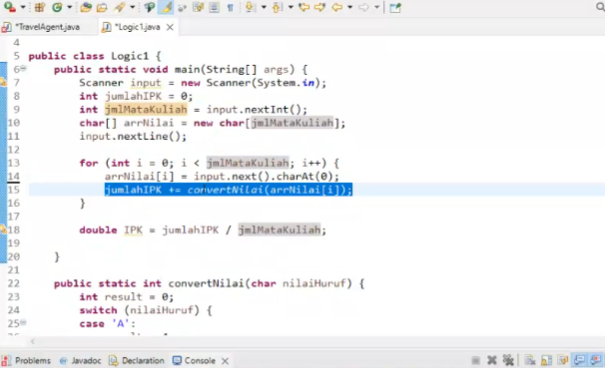 *TravelAgent.java
*Logic1.java
4
5 public class Logic1 {
6 public static void main(String[] args) {
7 Scanner input = new Scanner(System.in);
8 int jumlahIPK = 0;
9 int jmlMataKuliah = input.nextInt();
10 char[] arrNilai = new char[jmlMataKuliah];
11 input.nextLine();
12
13 for (int i = 0; i < jmlMataKuliah; i++) {
14 arrNilai[i] = input.next().charAt(0);
15 jumlahIPK += convertNilai(arrNilai[i]);
16 }
17
18 double IPK = jumlahIPK / jmlMataKuliah;
19
20 }
21
22 public static int convertNilai(char nilaiHuruf) {
23 int result = 0;
24 switch (nilaiHuruf) {
25 case 'A':
Problems Javadoc Declaration Console